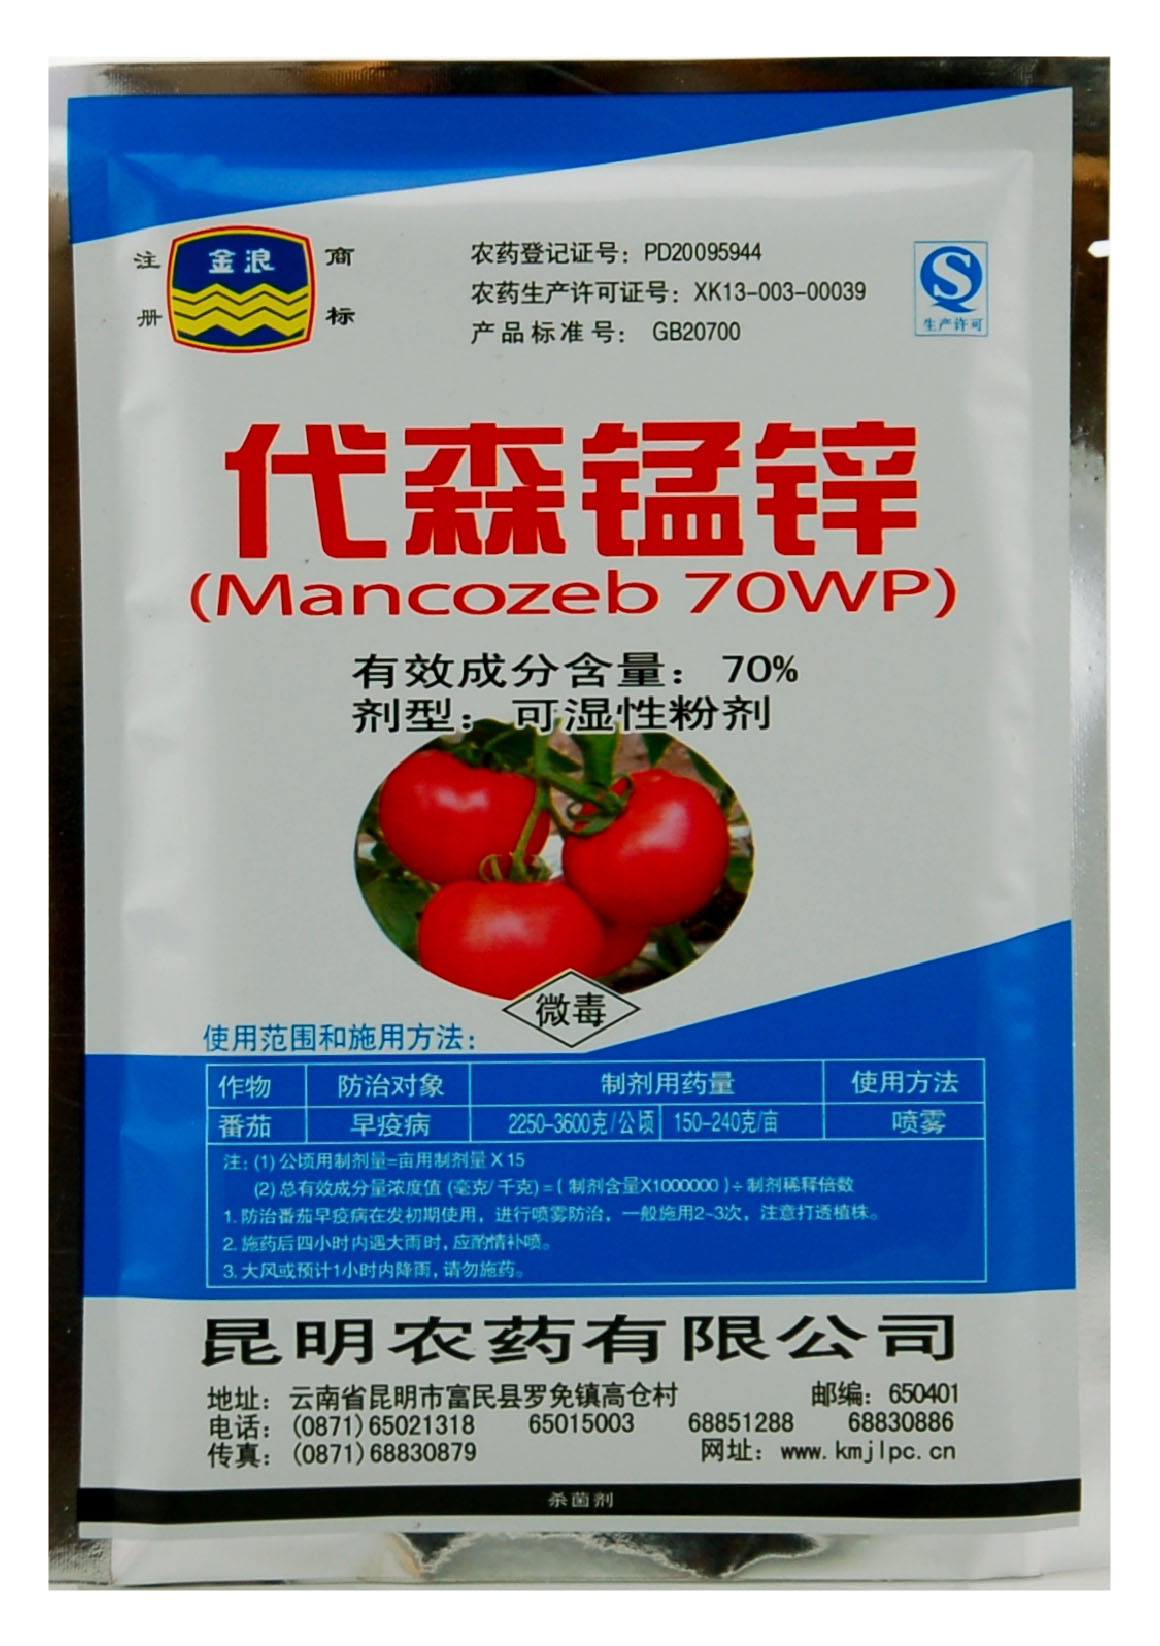 注 册
金浪
商 标
农药登记证号：PD20095944
农药生产许可证号：XK13-003-00039
产品标准号： GB20700
生产许可
代森锰锌
(Mancozeb 70WP)
有效成分含量： 70%
剂型：可湿性粉剂
微毒
使用范围和施用方法：
作物 防治对象 制剂用药量 使用方法
番茄 早疫病 2250-3600克/公顷 150-240克/亩 喷雾
注: (1) 公顷用制剂量=亩用制剂量X15
(2) 总有效成分量浓度值 (毫克/千克) = ( 制剂含量X1000000 ) ÷ 制剂稀释倍数
1. 防治番茄早疫病在发初期使用，进行喷雾防治，一般施用2-3次，注意打透植株。
2. 施药后四小时内遇大雨时, 应酌情补喷。
3. 大风或预计1小时内降雨, 请勿施药。
昆明农药有限公司
地址：云南省昆明市富民县罗免镇高仓村 邮编：650401
电话：(0871)65021318 65015003 68851288 68830886
传真：(0871)68830879 网址：www.kmjlpc.cn
杀菌剂